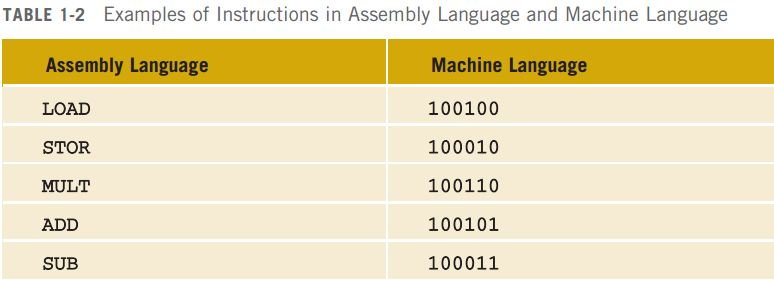 TABLE 1-2 Examples of Instructions in Assembly Language and Machine Language
Assembly Language Machine Language
LOAD 100100
STOR 100010
MULT 100110
ADD 100101
SUB 100011